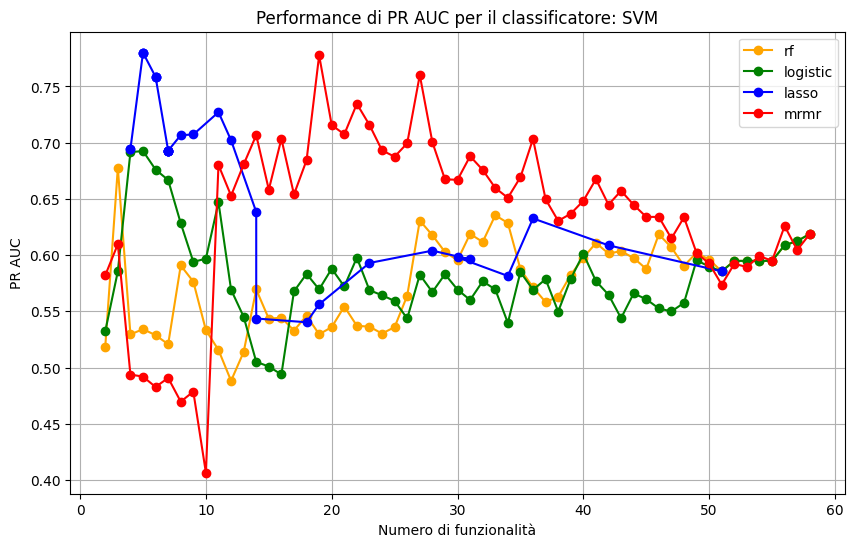 Performance di PR AUC per il classificatore: SVM
rf
logistic
lasso
mrmr
PR AUC
0.75
0.70
0.65
0.60
0.55
0.50
0.45
0.40
0
10
20
30
40
50
60
Numero di funzionalità